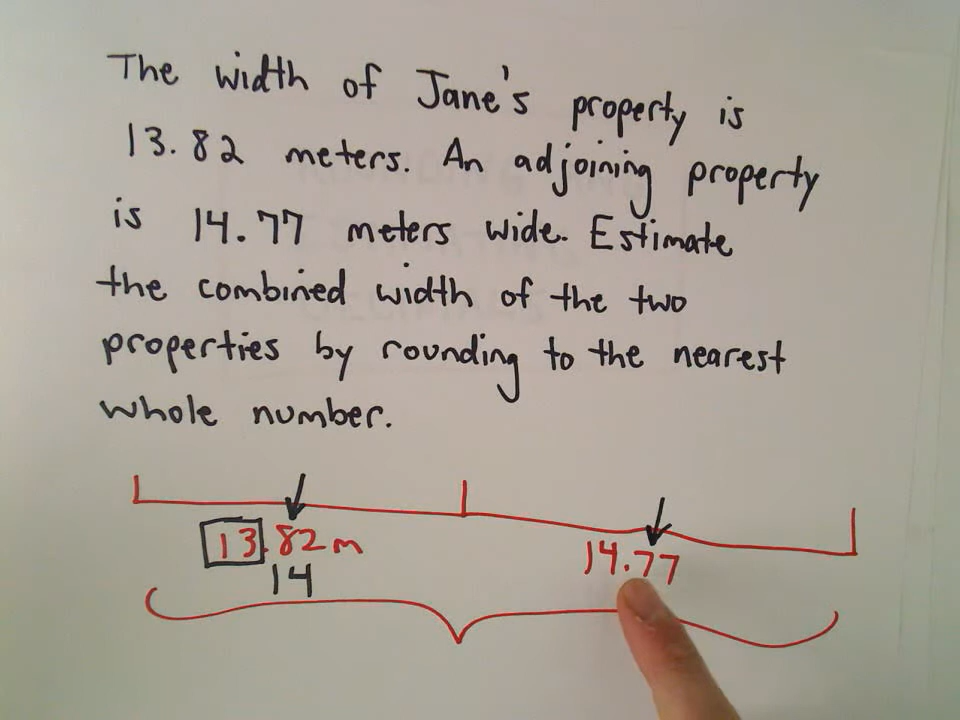 The width of Jane's property is
13.82 meters. An adjoining property
is 14.77 meters wide. Estimate
the combined width of the two
properties by rounding to the nearest
whole number.
13.82m 14.77
14